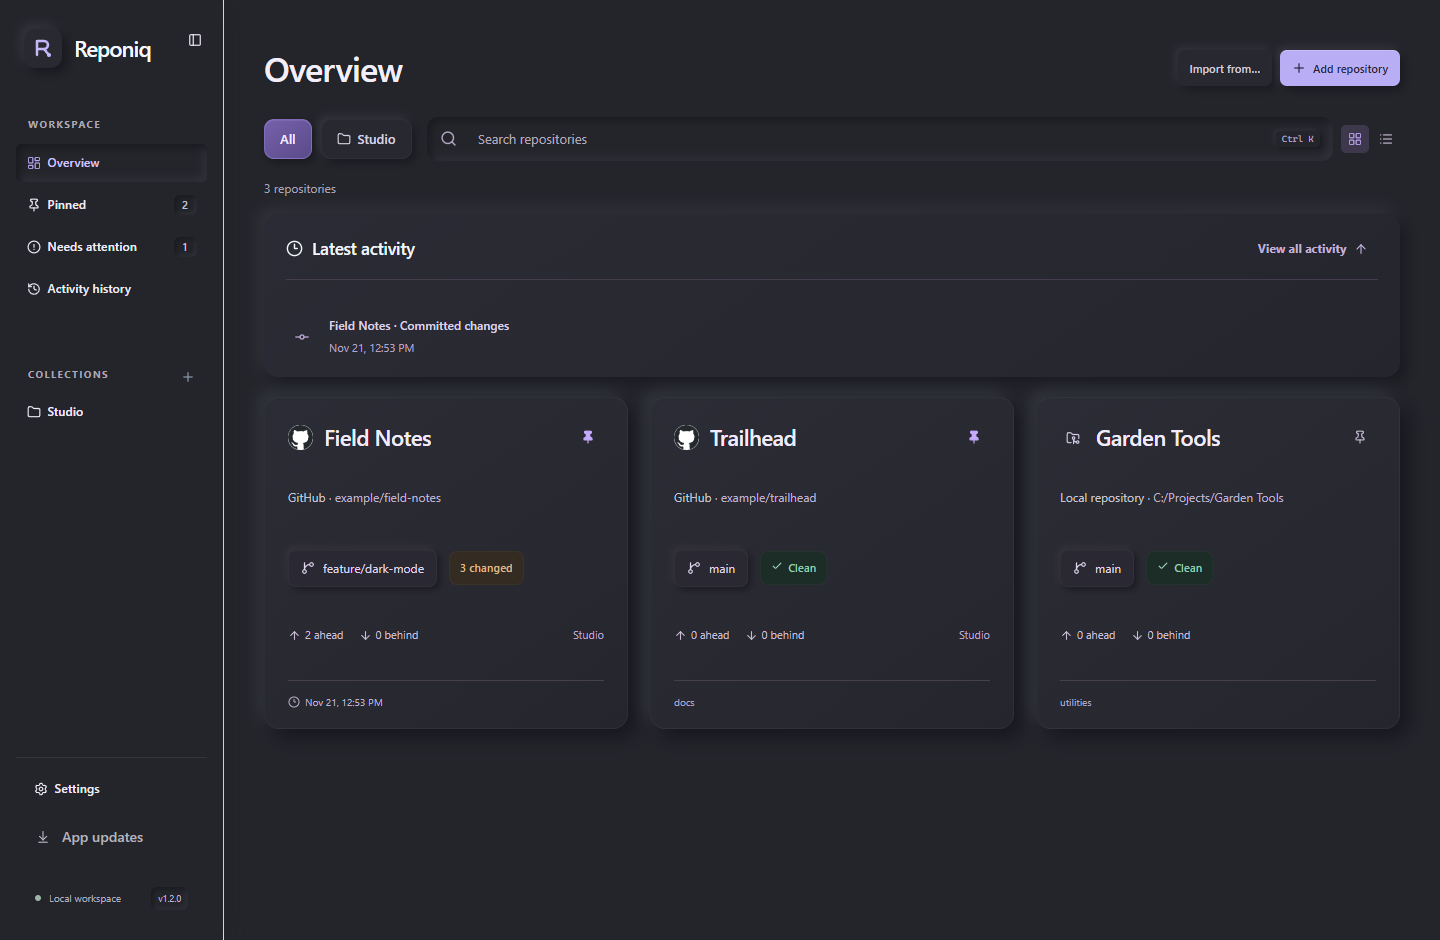 R Reponiq
WORKSPACE
Overview
Pinned 2
Needs attention 1
Activity history
COLLECTIONS
Studio
Settings
App updates
Local workspace v1.2.0
Overview
Import from... Add repository
All Studio Search repositories Ctrl K
3 repositories
Latest activity View all activity
Field Notes · Committed changes
Nov 21, 12:53 PM
Field Notes
GitHub · example/field-notes
feature/dark-mode 3 changed
2 ahead 0 behind Studio
Nov 21, 12:53 PM
Trailhead
GitHub · example/trailhead
main Clean
0 ahead 0 behind Studio
docs
Garden Tools
Local repository · C:/Projects/Garden Tools
main Clean
0 ahead 0 behind
utilities